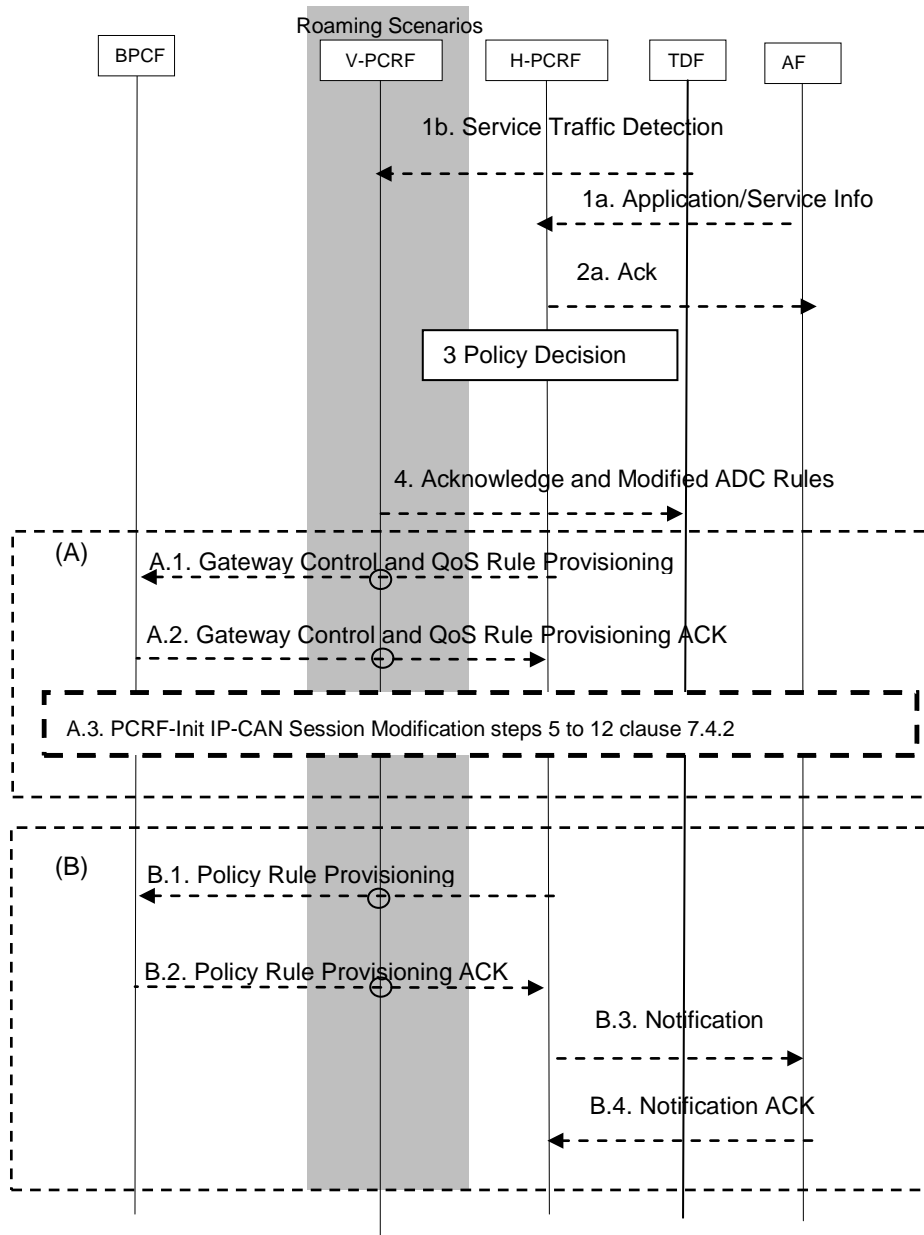 Roaming Scenarios
BPCF
V-PCRF
H-PCRF
TDF
AF
1b. Service Traffic Detection
1a. Application/Service Info
2a. Ack
3 Policy Decision
4. Acknowledge and Modified ADC Rules
(A)
A.1. Gateway Control and QoS Rule Provisioning
A.2. Gateway Control and QoS Rule Provisioning ACK
A.3. PCRF-Init IP-CAN Session Modification steps 5 to 12 clause 7.4.2
(B)
B.1. Policy Rule Provisioning
B.2. Policy Rule Provisioning ACK
B.3. Notification
B.4. Notification ACK